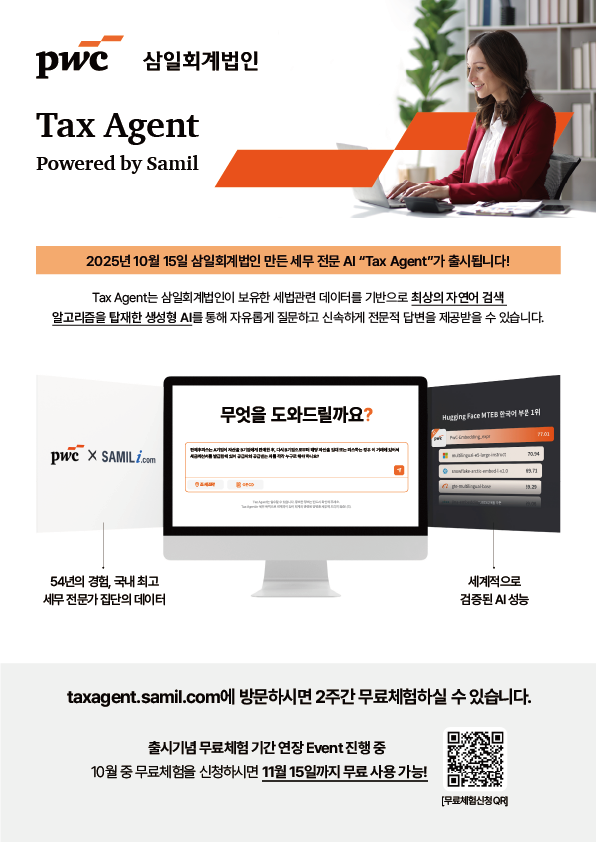 pwc 삼일회계법인
Tax Agent
Powered by Samil
2025년 10월 15일 삼일회계법인 만든 세무 전문 AI “Tax Agent”가 출시됩니다!
Tax Agent는 삼일회계법인이 보유한 세법관련 데이터를 기반으로 최상의 자연어 검색
알고리즘을 탑재한 생성형 AI를 통해 자유롭게 질문하고 신속하게 전문적 답변을 제공받을 수 있습니다.
pwc × SAMILi.com
무엇을 도와드릴까요?
조세정책
OECD
Hugging Face MTEB 한국어 부문 1위
pwc PwC-Embedding_expr 77.01
multilingual-e5-large-instruct 70.94
snowflake-arctic-embed-l-v2.0 69.71
gte-multilingual-base
54년의 경험, 국내 최고
세무 전문가 집단의 데이터
세계적으로
검증된 AI 성능
taxagent.samil.com에 방문하시면 2주간 무료체험하실 수 있습니다.
출시기념 무료체험 기간 연장 Event 진행 중
10월 중 무료체험을 신청하시면 11월 15일까지 무료 사용 가능!
[무료체험신청 QR]